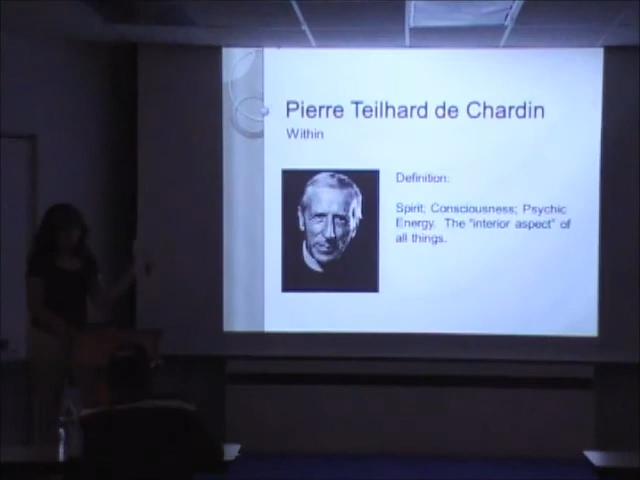 Pierre Teilhard de Chardin
Within
Definition:
Spirit; Consciousness; Psychic
Energy. The "interior aspect" of
all things.